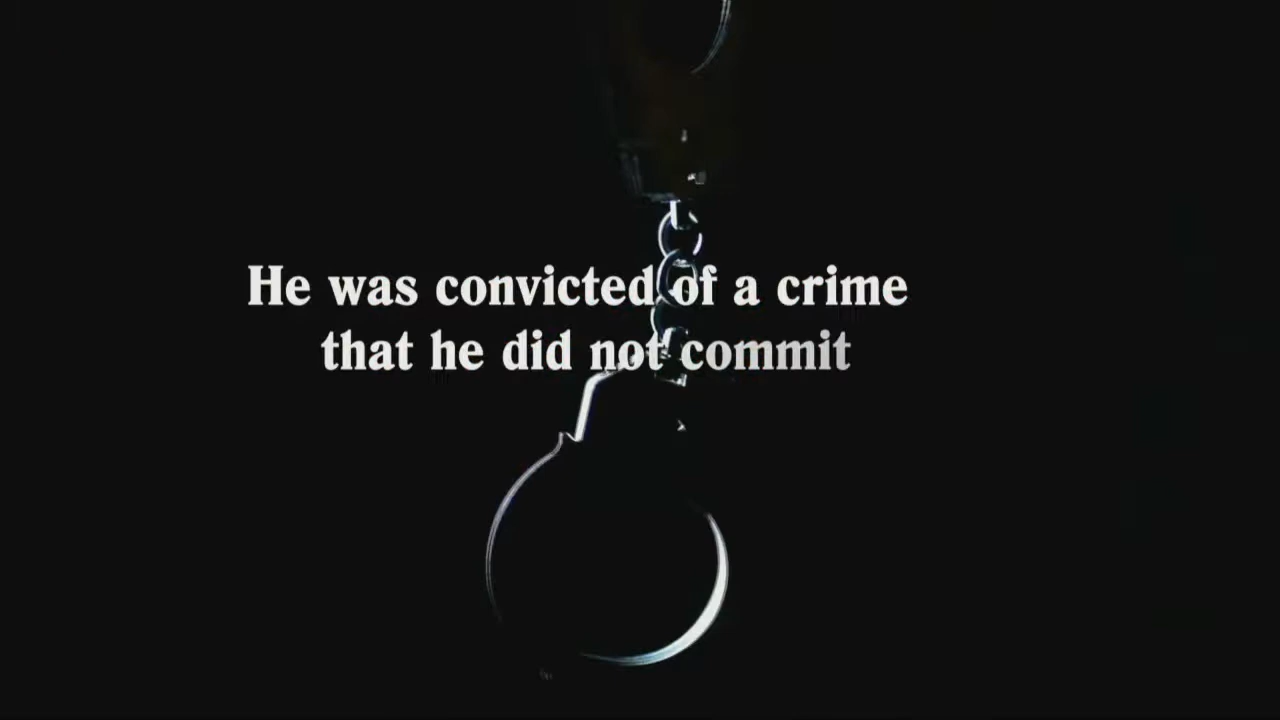 He was convicted of a crime
that he did not commit